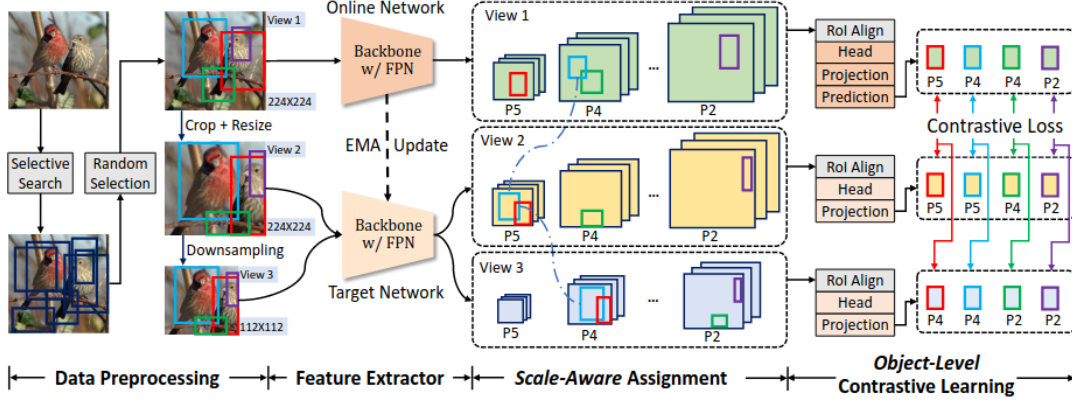 Online Network
View 1
224X224
Backbone
w/ FPN
View 1
P5
P4
...
P2
RoI Align
Head
Projection
Prediction
P5
P4
P4
P2
Selective
Search
Random
Selection
Crop + Resize
EMA
Update
Contrastive Loss
View 2
224X224
Backbone
w/ FPN
View 2
P5
P4
...
P2
RoI Align
Head
Projection
P5
P5
P4
P2
Downsampling
View 3
112X112
Target Network
View 3
P5
P4
...
P2
RoI Align
Head
Projection
P4
P4
P2
P2
Data Preprocessing
Feature Extractor
Scale-Aware Assignment
Object-Level
Contrastive Learning